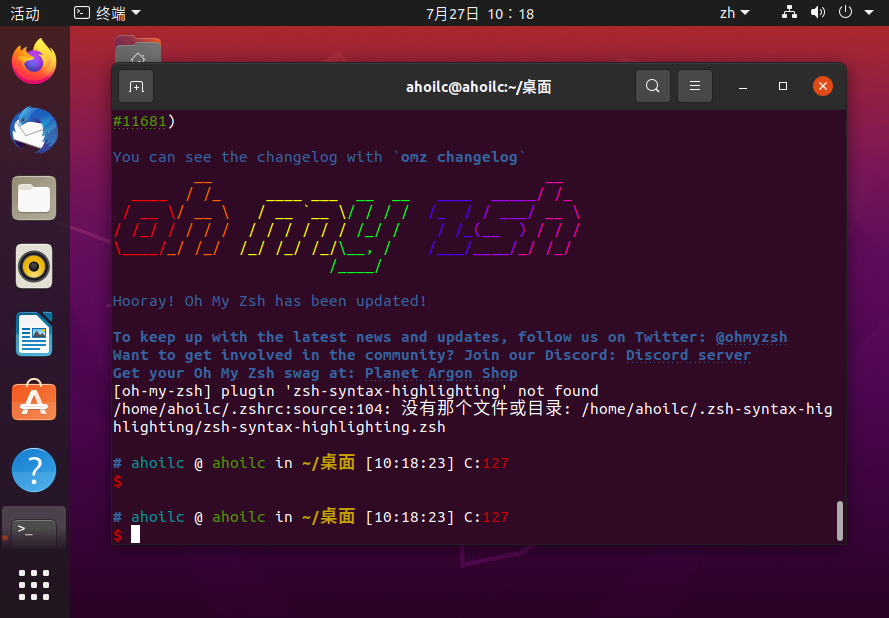 活动 终端 7月27日 10：18 zh
ahoilc@ahoilc:~/桌面
#11681)
You can see the changelog with `omz changelog`
oh my zsh
Hooray! Oh My Zsh has been updated!
To keep up with the latest news and updates, follow us on Twitter: @ohmyzsh
Want to get involved in the community? Join our Discord: Discord server
Get your Oh My Zsh swag at: Planet Argon Shop
[oh-my-zsh] plugin 'zsh-syntax-highlighting' not found
/home/ahoilc/.zshrc:source:104: 没有那个文件或目录: /home/ahoilc/.zsh-syntax-hig
hlighting/zsh-syntax-highlighting.zsh
# ahoilc @ ahoilc in ~/桌面 [10:18:23] C:127
$
# ahoilc @ ahoilc in ~/桌面 [10:18:23] C:127
$